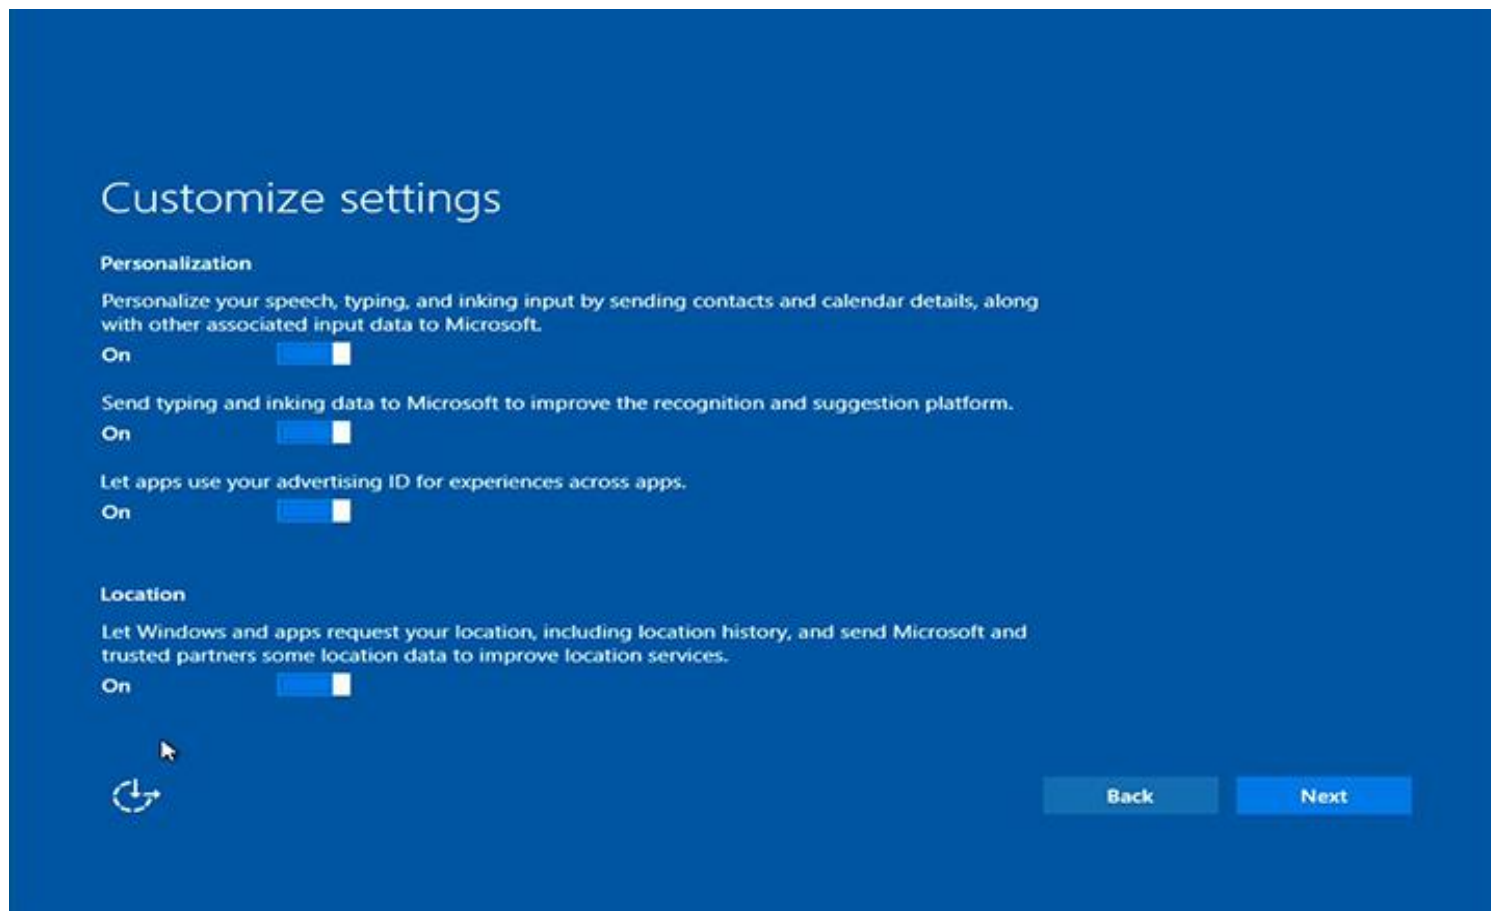 Customize settings
Personalization
Personalize your speech, typing, and inking input by sending contacts and calendar details, along
with other associated input data to Microsoft.
On
Send typing and inking data to Microsoft to improve the recognition and suggestion platform.
On
Let apps use your advertising ID for experiences across apps.
On
Location
Let Windows and apps request your location, including location history, and send Microsoft and
trusted partners some location data to improve location services.
On
Back
Next